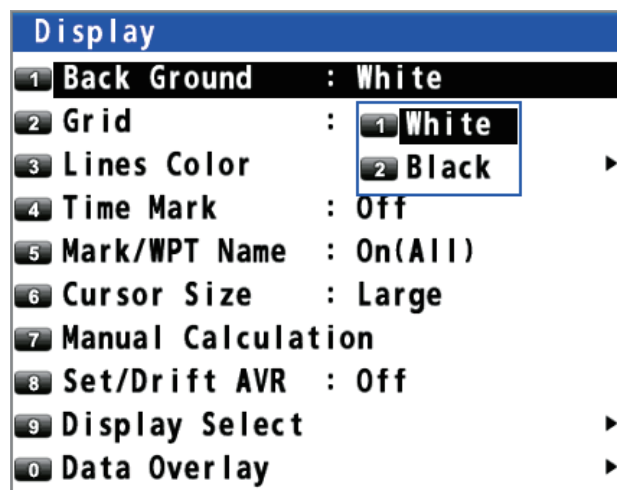 Display
1 Back Ground : White
2 Grid : 1 White
3 Lines Color 2 Black ▶
4 Time Mark : Off
5 Mark/WPT Name : On(All)
6 Cursor Size : Large
7 Manual Calculation
8 Set/Drift AVR : Off
9 Display Select ▶
0 Data Overlay ▶